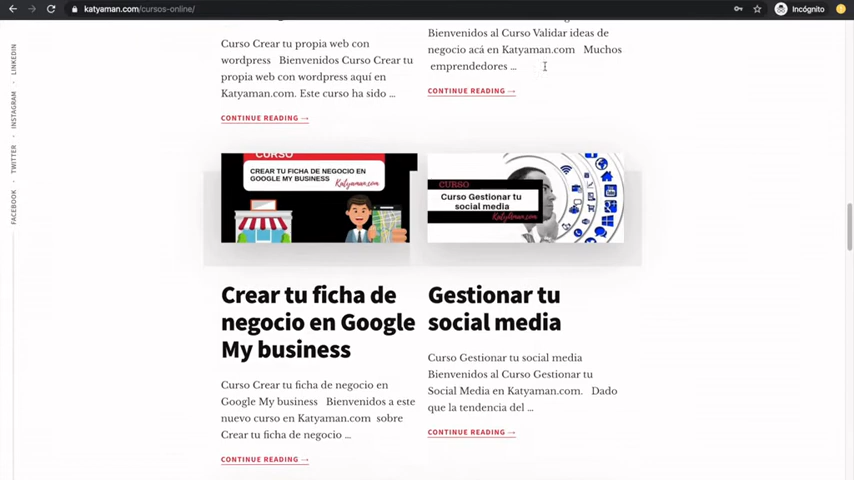 katyaman.com/cursos-online/
Incógnito
LINKEDIN
INSTAGRAM
TWITTER
FACEBOOK
Curso Crear tu propia web con
wordpress Bienvenidos Curso Crear tu
propia web con wordpress aquí en
Katyaman.com. Este curso ha sido ...
CONTINUE READING →
Bienvenidos al Curso Validar ideas de
negocio acá en Katyaman.com Muchos
emprendedores ...
CONTINUE READING →
CURSO
CREAR TU FICHA DE NEGOCIO EN
GOOGLE MY BUSINESS
Katyaman.com
Crear tu ficha de
negocio en Google
My business
Curso Crear tu ficha de negocio en
Google My business Bienvenidos a este
nuevo curso en Katyaman.com sobre
Crear tu ficha de negocio ...
CONTINUE READING →
CURSO
Curso Gestionar tu
social media
Katyaman.com
Gestionar tu
social media
Curso Gestionar tu social media
Bienvenidos al Curso Gestionar tu
Social Media en Katyaman.com. Dado
que la tendencia del ...
CONTINUE READING →